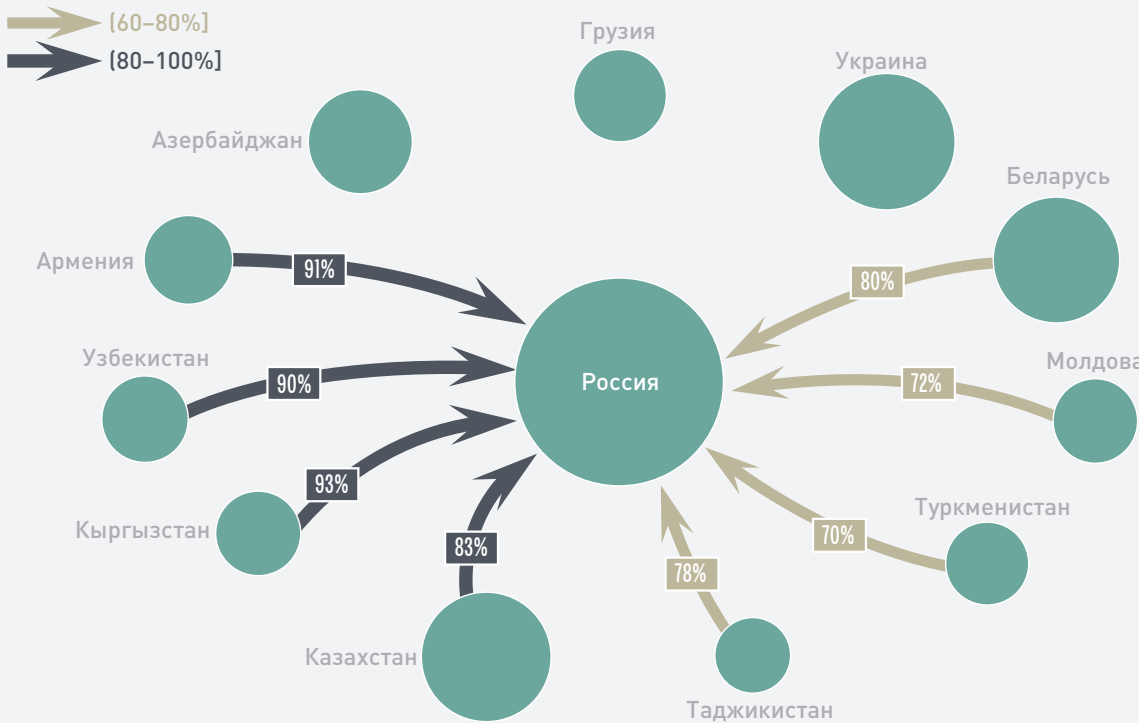 (60–80%]
(80–100%]
Грузия
Украина
Азербайджан
Беларусь
Армения
91%
80%
Узбекистан
90%
Россия
72%
Молдова
Кыргызстан
93%
83%
78%
70%
Туркменистан
Казахстан
Таджикистан